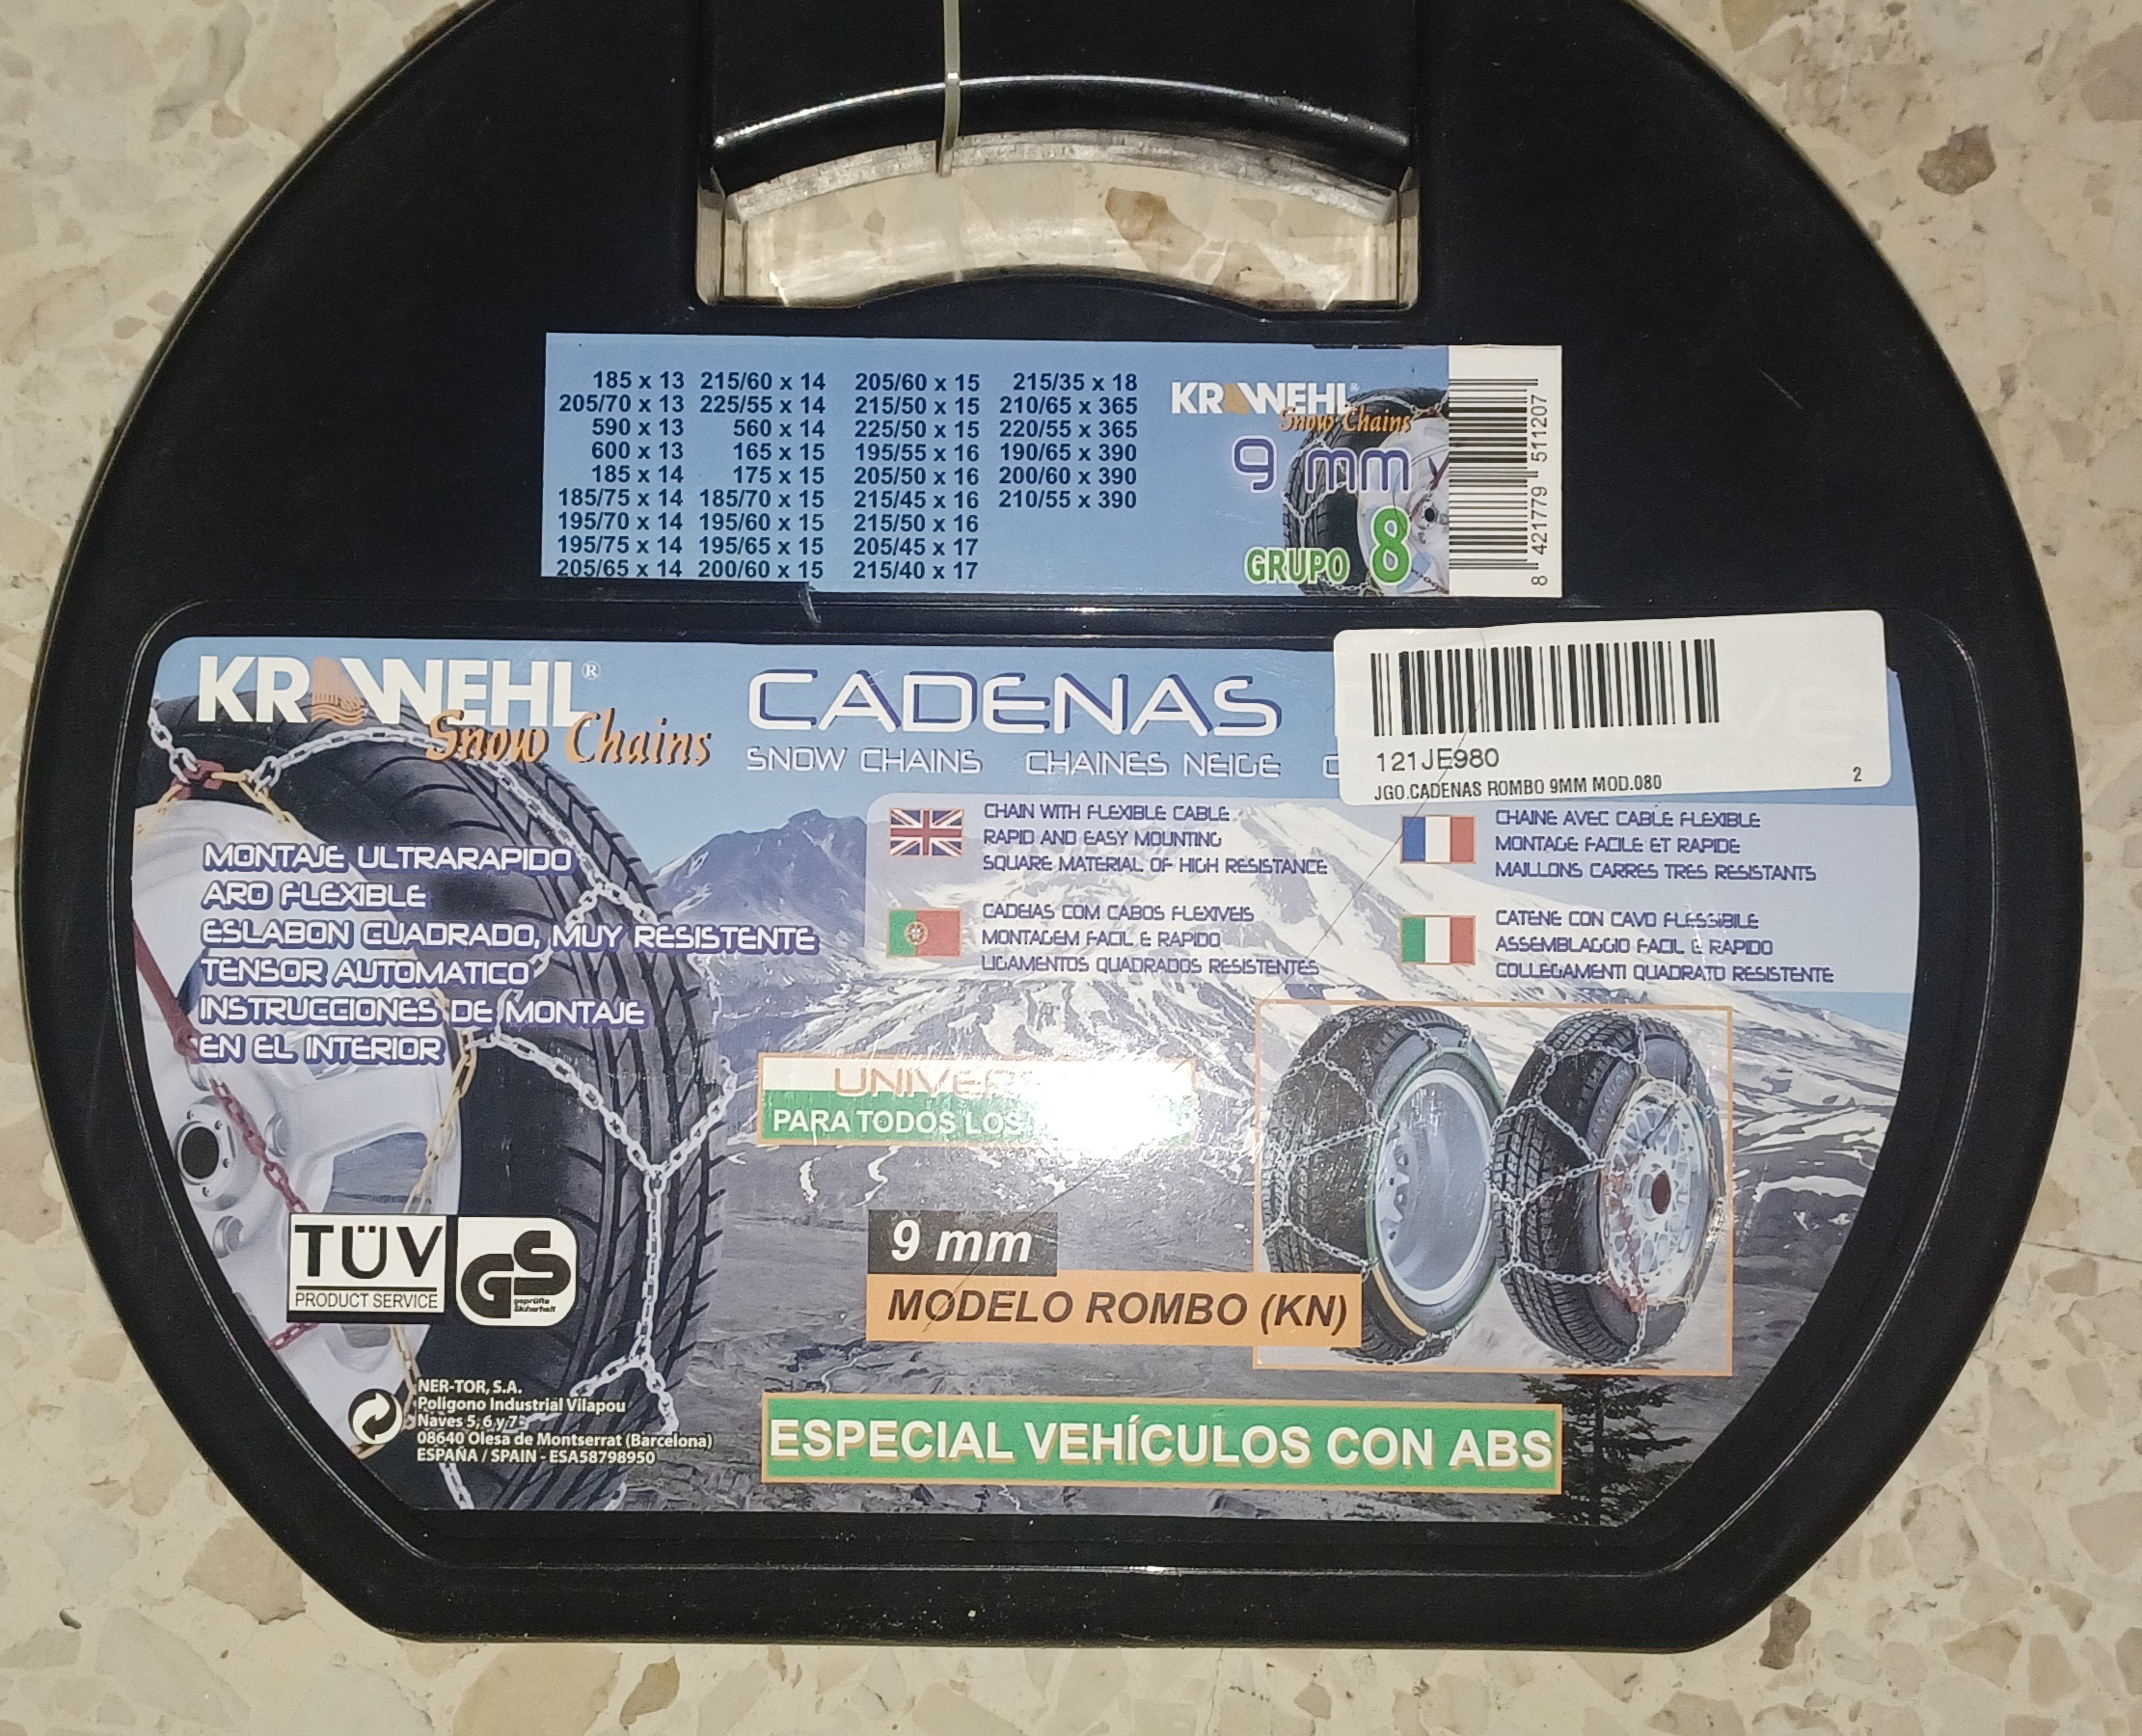 185 x 13 215/60 x 14 205/60 x 15 215/35 x 18
205/70 x 13 225/55 x 14 215/50 x 15 210/65 x 365
590 x 13 560 x 14 225/50 x 15 220/55 x 365
600 x 13 165 x 15 195/55 x 16 190/65 x 390
185 x 14 175 x 15 205/50 x 16 200/60 x 390
185/75 x 14 185/70 x 15 215/45 x 16 210/55 x 390
195/70 x 14 195/60 x 15 215/50 x 16
195/75 x 14 195/65 x 15 205/45 x 17
205/65 x 14 200/60 x 15 215/40 x 17
KRAWEHL®
Snow Chains
9 mm
GRUPO 8
8 421779 511207
KRAWEHL®
Snow Chains
CADENAS
SNOW CHAINS CHAINES NEIGE
121JE980
JGO.CADENAS ROMBO 9MM MOD.080 2
MONTAJE ULTRARAPIDO
ARO FLEXIBLE
ESLABON CUADRADO, MUY RESISTENTE
TENSOR AUTOMATICO
INSTRUCCIONES DE MONTAJE
EN EL INTERIOR
CHAIN WITH FLEXIBLE CABLE
RAPID AND EASY MOUNTING
SQUARE MATERIAL OF HIGH RESISTANCE
CHAINE AVEC CABLE FLEXIBLE
MONTAGE FACILE ET RAPIDE
MAILLONS CARRES TRES RESISTANTS
CADEIAS COM CABOS FLEXIVEIS
MONTAGEM FACIL E RAPIDO
LIGAMENTOS QUADRADOS RESISTENTES
CATENE CON CAVO FLESSIBILE
ASSEMBLAGGIO FACIL E RAPIDO
COLLEGAMENTI QUADRATO RESISTENTE
PARA TODOS LOS
9 mm
MODELO ROMBO (KN)
TÜV
PRODUCT SERVICE
GS
geprüfte
Sicherheit
NER-TOR, S.A.
Polígono Industrial Vilapou
Naves 5, 6 y 7
08640 Olesa de Montserrat (Barcelona)
ESPAÑA / SPAIN - ESA58798950
ESPECIAL VEHÍCULOS CON ABS